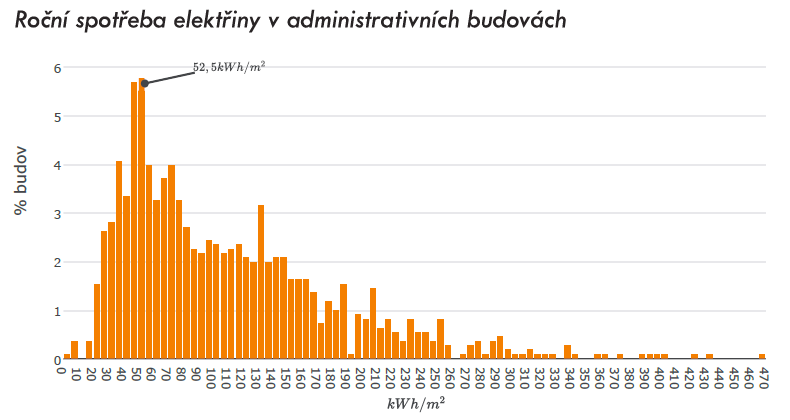 Roční spotřeba elektřiny v administrativních budovách
52,5kWh/m²
% budov
6
5
4
3
2
1
0
0 10 20 30 40 50 60 70 80 90 100 110 120 130 140 150 160 170 180 190 200 210 220 230 240 250 260 270 280 290 300 310 320 330 340 350 360 370 380 390 400 410 420 430 440 450 460 470
kWh/m²